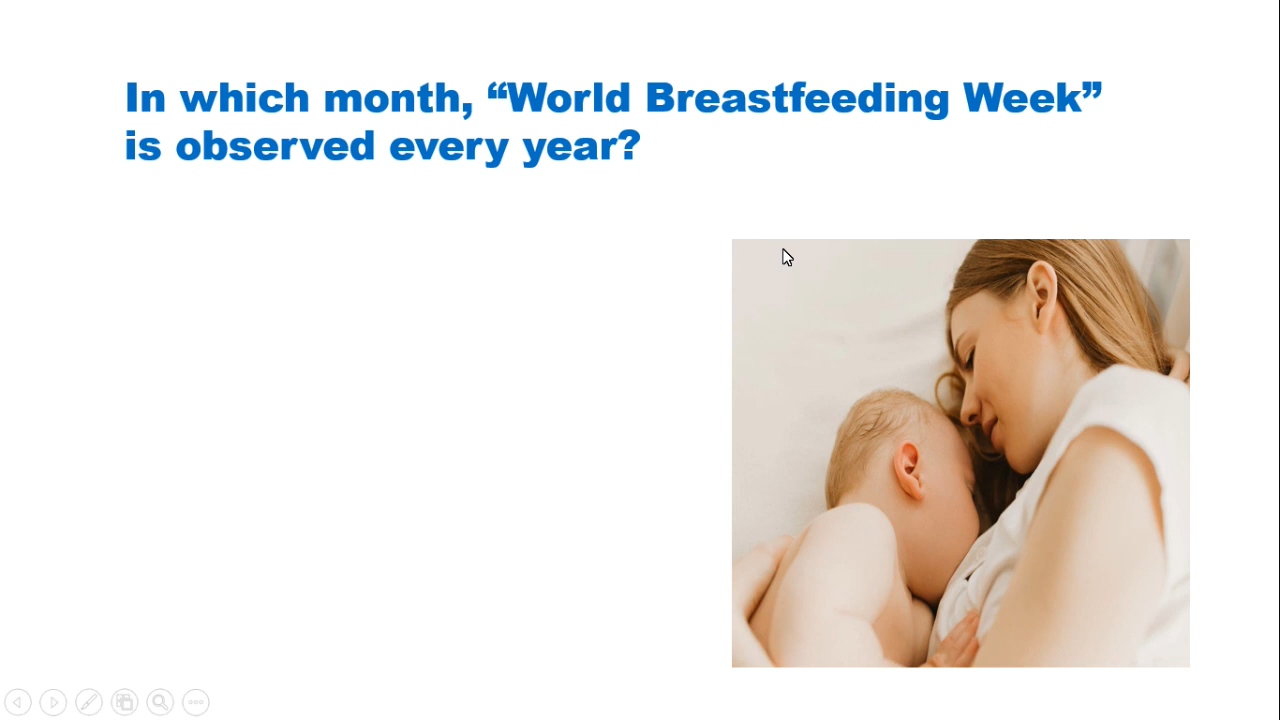 In which month, “World Breastfeeding Week”
is observed every year?